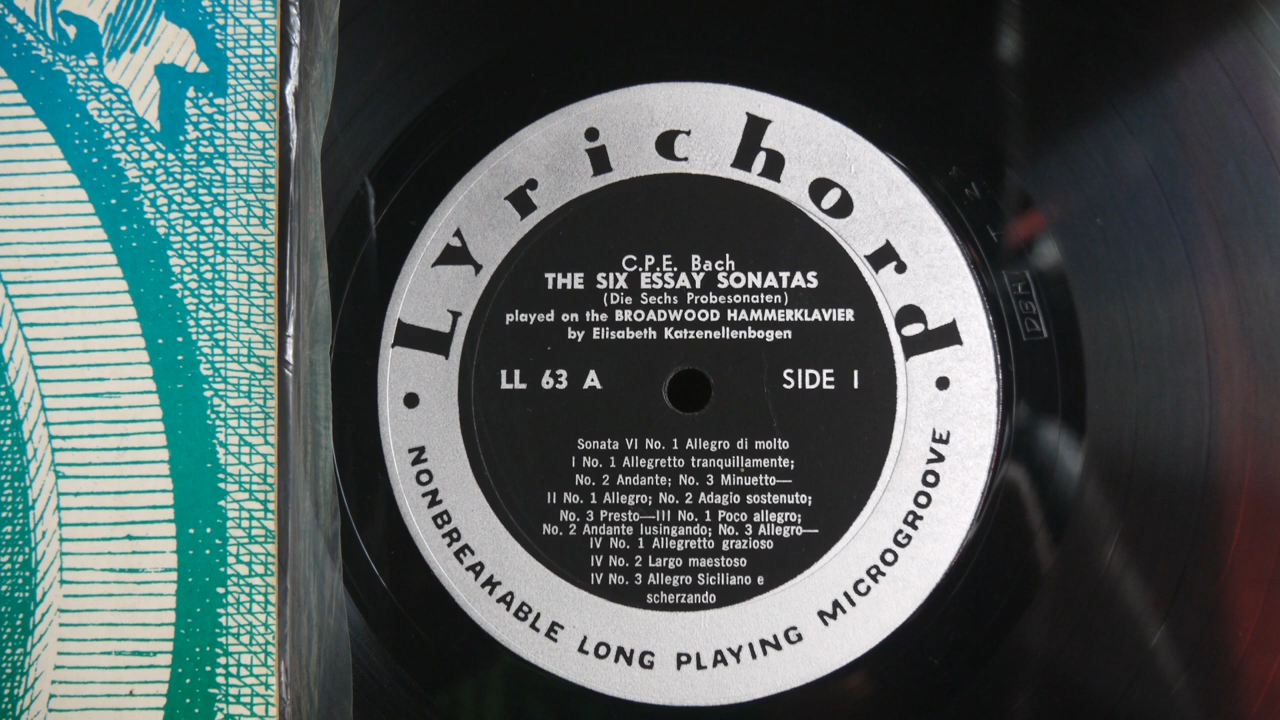 Lyrichord
C.P.E. Bach
THE SIX ESSAY SONATAS
(Die Sechs Probesonaten)
played on the BROADWOOD HAMMERKLAVIER
by Elisabeth Katzenellenbogen
LL 63 A SIDE 1
Sonata VI No. 1 Allegro di molto
I No. 1 Allegretto tranquillamente;
No. 2 Andante; No. 3 Minuetto—
II No. 1 Allegro; No. 2 Adagio sostenuto;
No. 3 Presto—III No. 1 Poco allegro;
No. 2 Andante lusingando; No. 3 Allegro—
IV No. 1 Allegretto grazioso
IV No. 2 Largo maestoso
IV No. 3 Allegro Siciliano e
scherzando
• NONBREAKABLE LONG PLAYING MICROGROOVE •